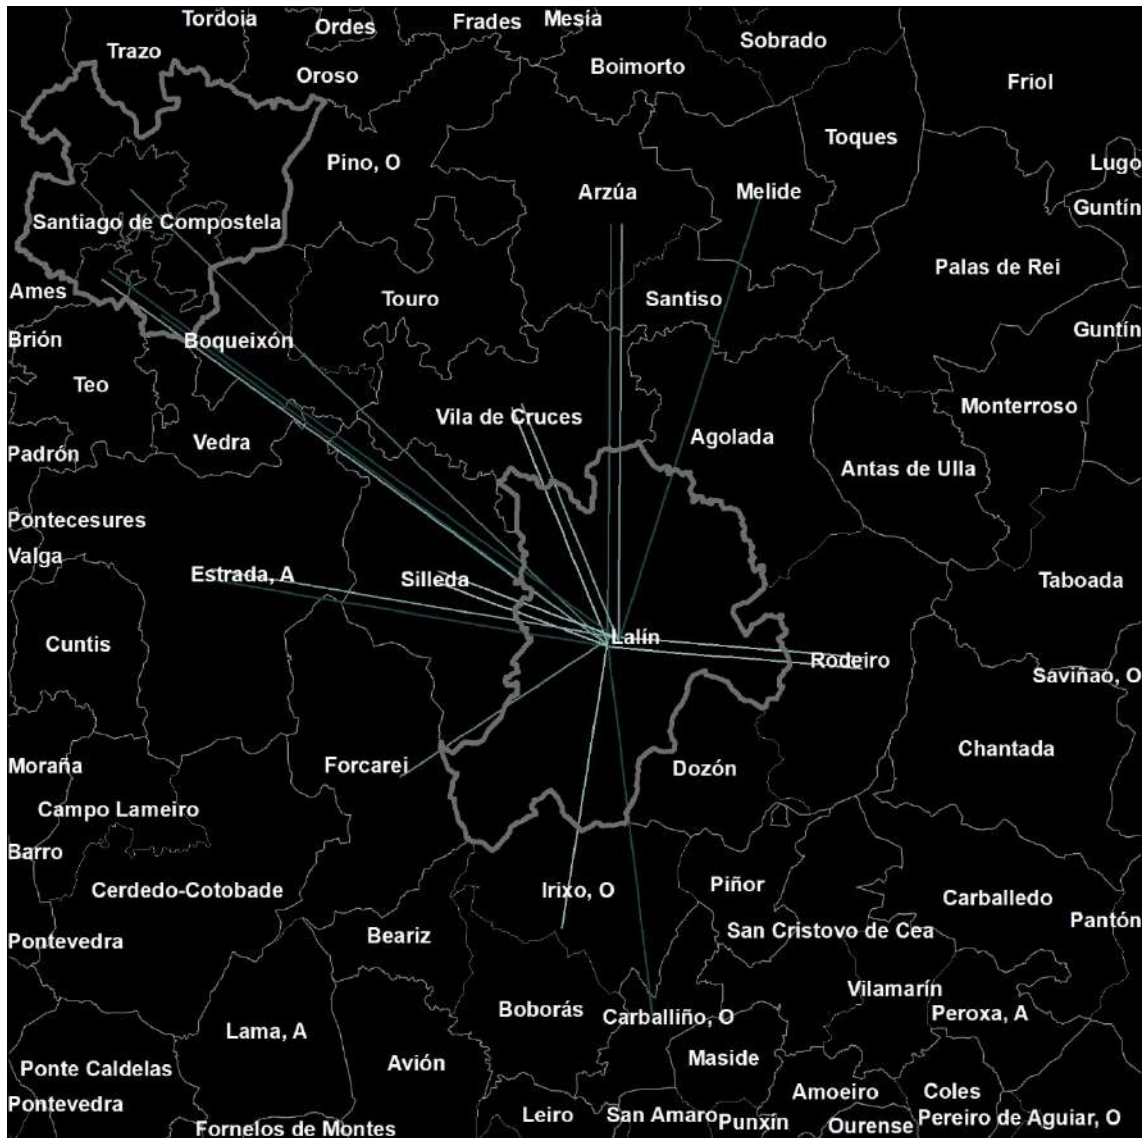 Tordoia
Ordes
Frades
Mesía
Trazo
Sobrado
Oroso
Boimorto
Friol
Toques
Pino, O
Lugo
Arzúa
Melide
Guntín
Santiago de Compostela
Palas de Rei
Ames
Touro
Santiso
Brión
Boqueixón
Guntín
Teo
Monterroso
Vila de Cruces
Agolada
Vedra
Padrón
Antas de Ulla
Pontecesures
Valga
Estrada, A
Silleda
Taboada
Cuntis
Lalín
Rodeiro
Saviñao, O
Chantada
Moraña
Forcarei
Dozón
Campo Lameiro
Barro
Cerdedo-Cotobade
Irixo, O
Piñor
Carballedo
Pantón
Pontevedra
Beariz
San Cristovo de Cea
Vilamarín
Lama, A
Boborás
Carballiño, O
Peroxa, A
Ponte Caldelas
Avión
Maside
Amoeiro
Coles
Pontevedra
Leiro
San Amaro
Punxín
Pereiro de Aguiar, O
Fornelos de Montes
Ourense